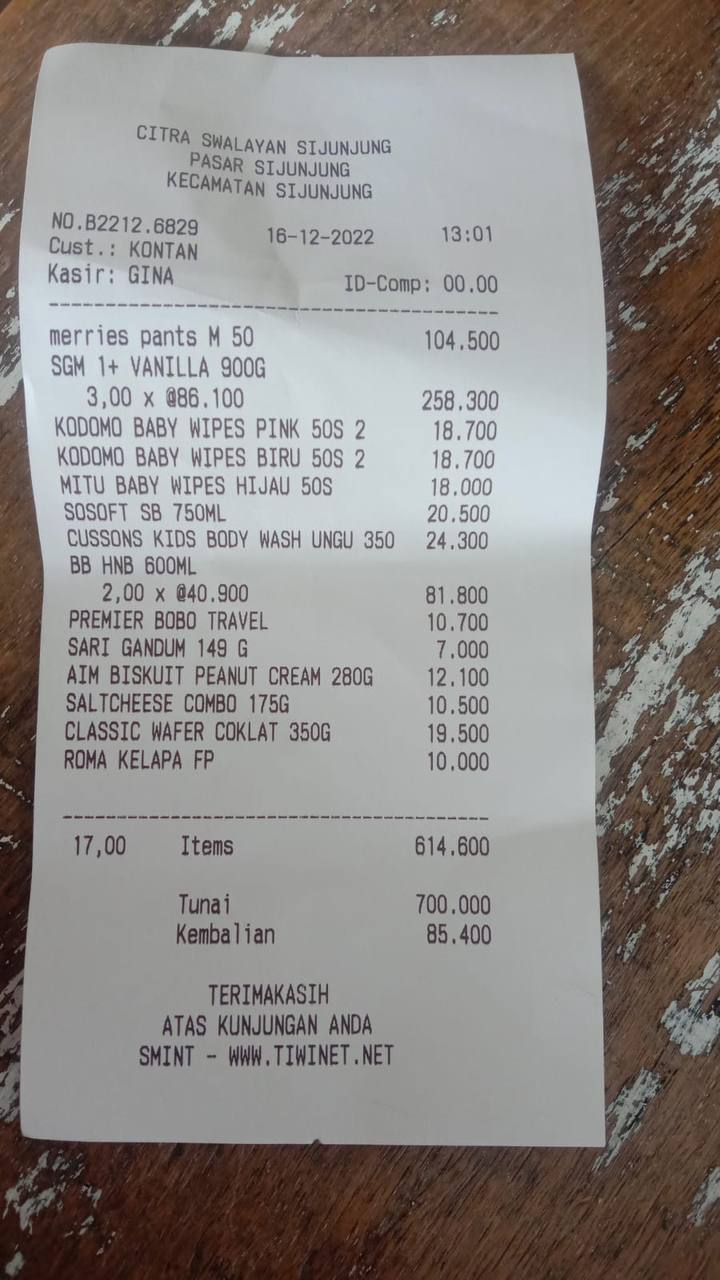 CITRA SWALAYAN SIJUNJUNG
PASAR SIJUNJUNG
KECAMATAN SIJUNJUNG
NO.B2212.6829 16-12-2022 13:01
Cust.: KONTAN
Kasir: GINA ID-Comp: 00.00
merries pants M 50 104.500
SGM 1+ VANILLA 900G
3,00 x @86.100 258.300
KODOMO BABY WIPES PINK 50S 2 18.700
KODOMO BABY WIPES BIRU 50S 2 18.700
MITU BABY WIPES HIJAU 50S 18.000
SOSOFT SB 750ML 20.500
CUSSONS KIDS BODY WASH UNGU 350 24.300
BB HNB 600ML
2,00 x @40.900 81.800
PREMIER BOBO TRAVEL 10.700
SARI GANDUM 149 G 7.000
AIM BISKUIT PEANUT CREAM 280G 12.100
SALTCHEESE COMBO 175G 10.500
CLASSIC WAFER COKLAT 350G 19.500
ROMA KELAPA FP 10.000
17,00 Items 614.600
Tunai 700.000
Kembalian 85.400
TERIMAKASIH
ATAS KUNJUNGAN ANDA
SMINT - WWW.TIWINET.NET